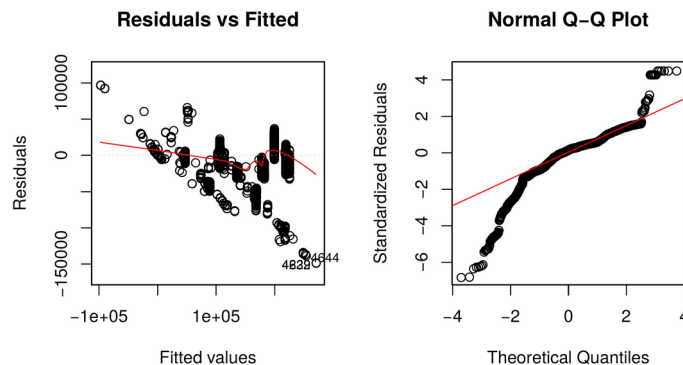 Residuals vs Fitted
Residuals
100000
0
−150000
4644
−1e+05
1e+05
Fitted values
Normal Q−Q Plot
Standardized Residuals
4
2
0
−2
−4
−6
−4
−2
0
2
4
Theoretical Quantiles